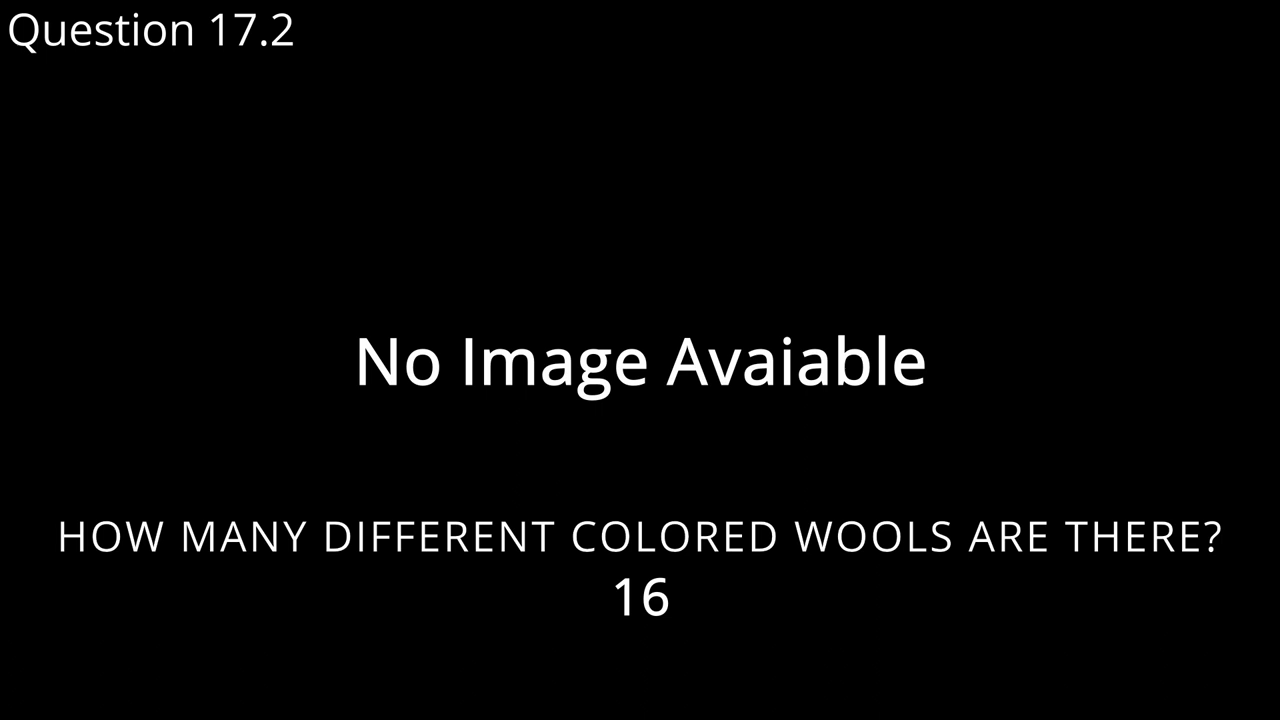 Question 17.2
No Image Avaiable
HOW MANY DIFFERENT COLORED WOOLS ARE THERE?
16